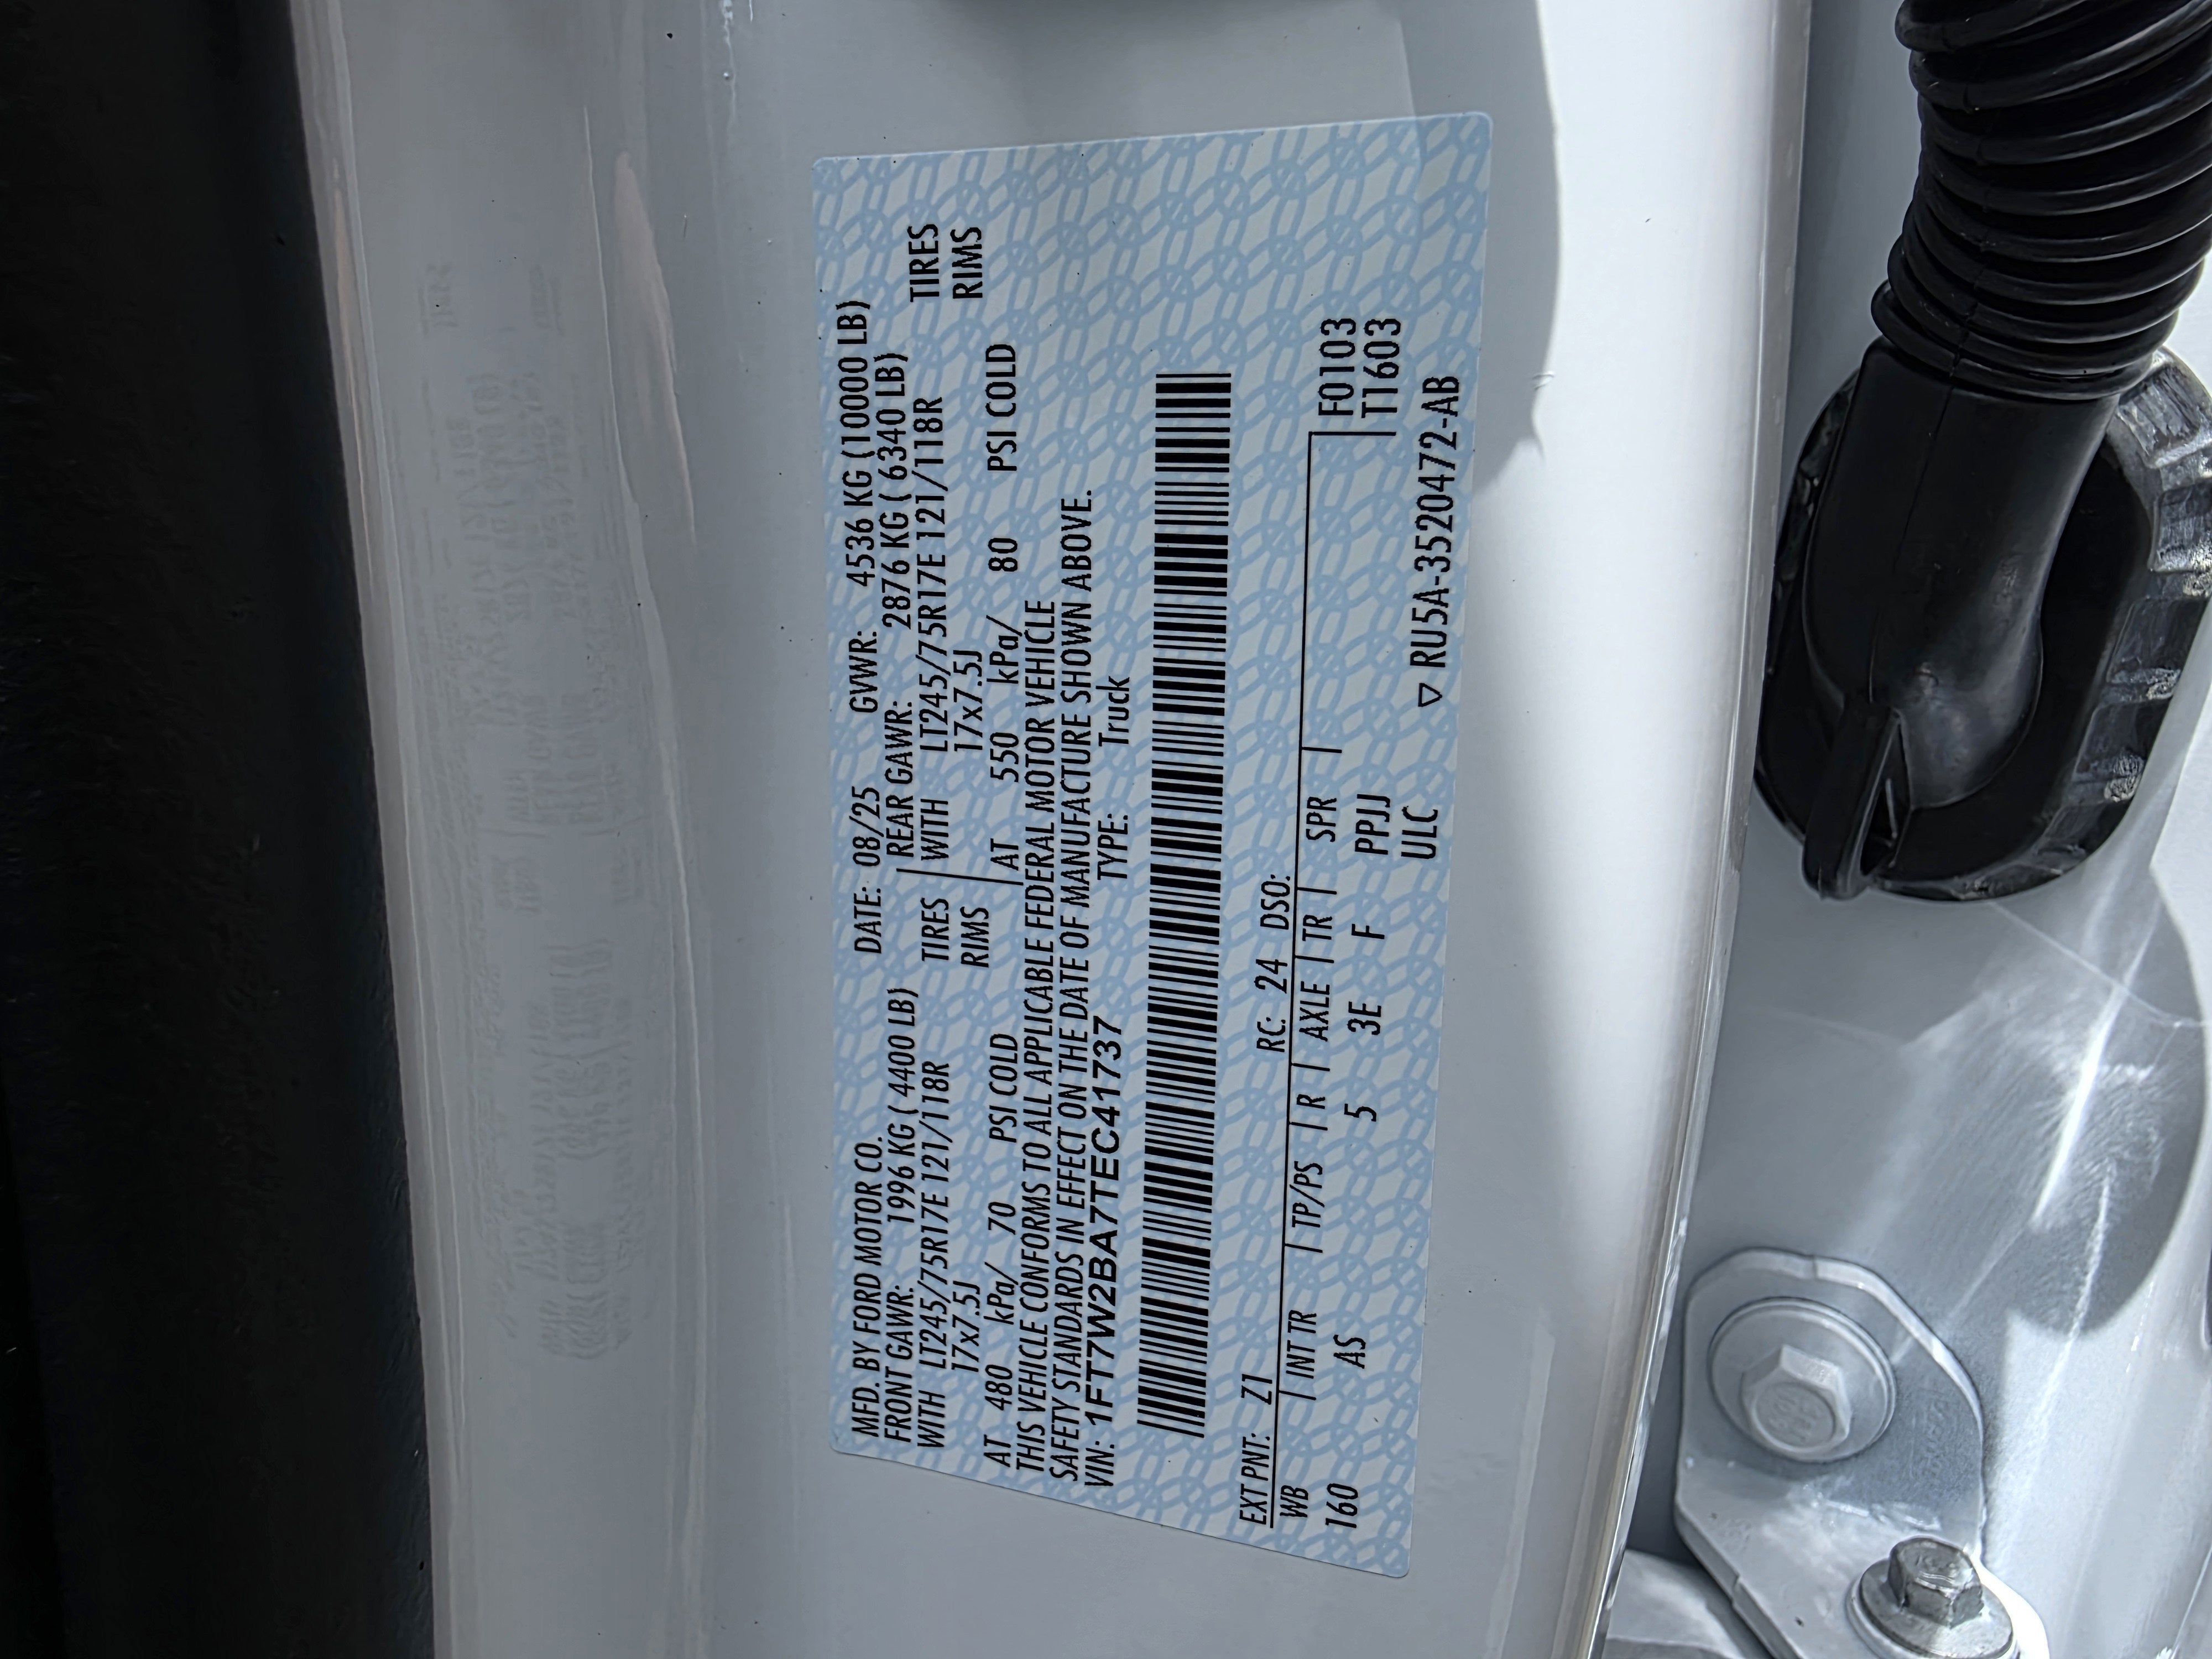 MFD. BY FORD MOTOR CO. DATE: 08/25 GVWR: 4536 KG (10000 LB)
FRONT GAWR: 1996 KG ( 4400 LB) REAR GAWR: 2876 KG ( 6340 LB)
WITH LT245/75R17E 121/118R TIRES WITH LT245/75R17E 121/118R TIRES
17x7.5J RIMS 17x7.5J RIMS
AT 480 kPa/ 70 PSI COLD AT 550 kPa/ 80 PSI COLD
THIS VEHICLE CONFORMS TO ALL APPLICABLE FEDERAL MOTOR VEHICLE
SAFETY STANDARDS IN EFFECT ON THE DATE OF MANUFACTURE SHOWN ABOVE.
VIN: 1FT7W2BA7TEC41737 TYPE: Truck
EXT PNT: Z1 RC: 24 DSO:
WB INT TR TP/PS R AXLE TR SPR F0103
160 AS 5 3E F PPJJ T1603
ULC ▽ RU5A-3520472-AB